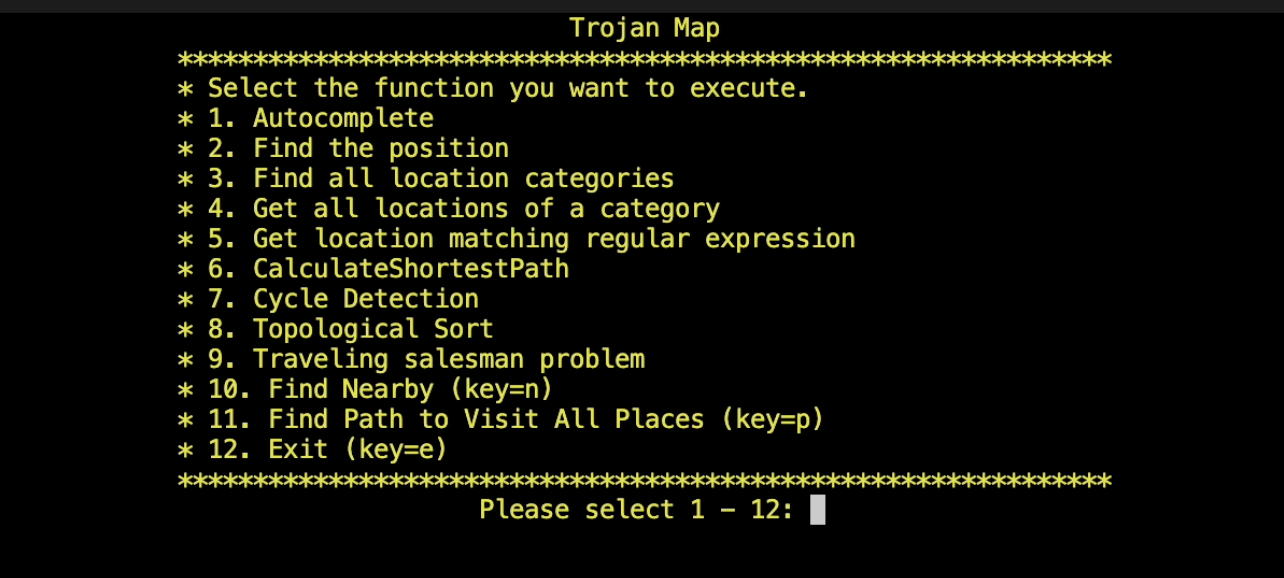 Trojan Map
**************************************************************
* Select the function you want to execute.
* 1. Autocomplete
* 2. Find the position
* 3. Find all location categories
* 4. Get all locations of a category
* 5. Get location matching regular expression
* 6. CalculateShortestPath
* 7. Cycle Detection
* 8. Topological Sort
* 9. Traveling salesman problem
* 10. Find Nearby (key=n)
* 11. Find Path to Visit All Places (key=p)
* 12. Exit (key=e)
**************************************************************
Please select 1 - 12: